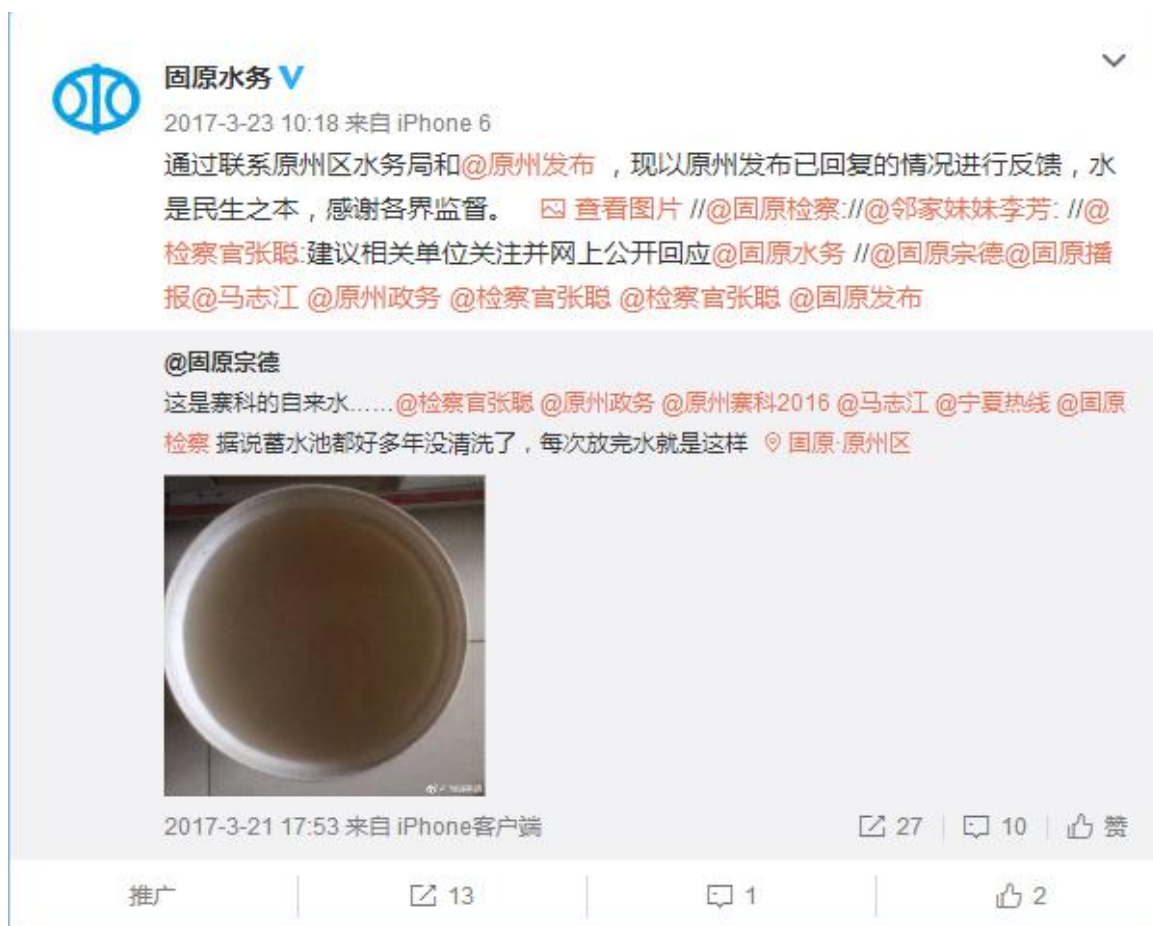 固原水务
2017-3-23 10:18 来自 iPhone 6
通过联系原州区水务局和@原州发布 ，现以原州发布已回复的情况进行反馈，水
是民生之本，感谢各界监督。 查看图片 //@固原检察://@邻家妹妹李芳: //@
检察官张聪:建议相关单位关注并网上公开回应@固原水务 //@固原宗德@固原播
报@马志江 @原州政务 @检察官张聪 @检察官张聪 @固原发布
@固原宗德
这是寨科的自来水……@检察官张聪 @原州政务 @原州寨科2016 @马志江 @宁夏热线 @固原
检察 据说蓄水池都好多年没清洗了，每次放完水就是这样 固原·原州区
2017-3-21 17:53 来自 iPhone客户端
27 10 赞
推广 13 1 2